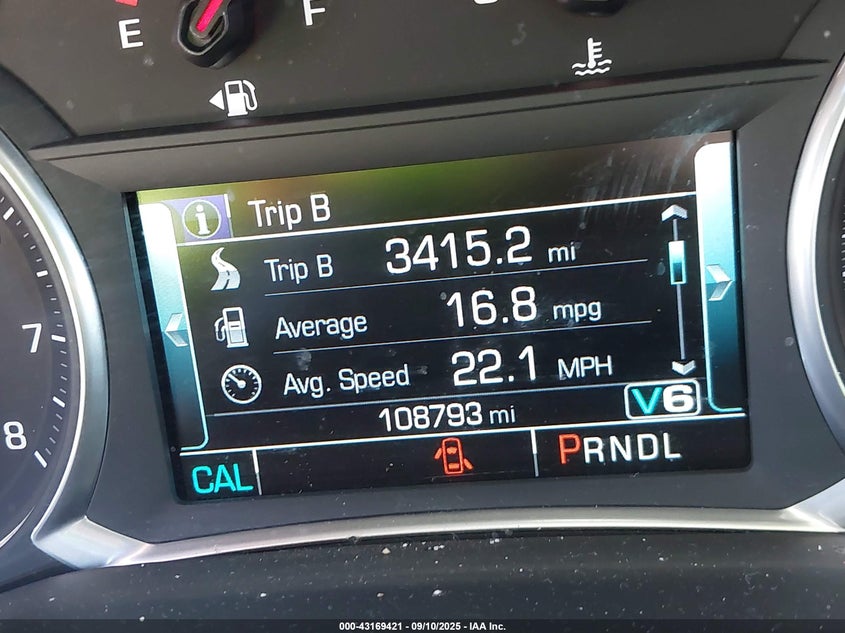 E F
i Trip B
Trip B 3415.2 mi
Average 16.8 mpg
7
Avg. Speed 22.1 MPH
108793 mi V6
8
CAL PRNDL
000-43169421 - 09/10/2025 - IAA Inc.